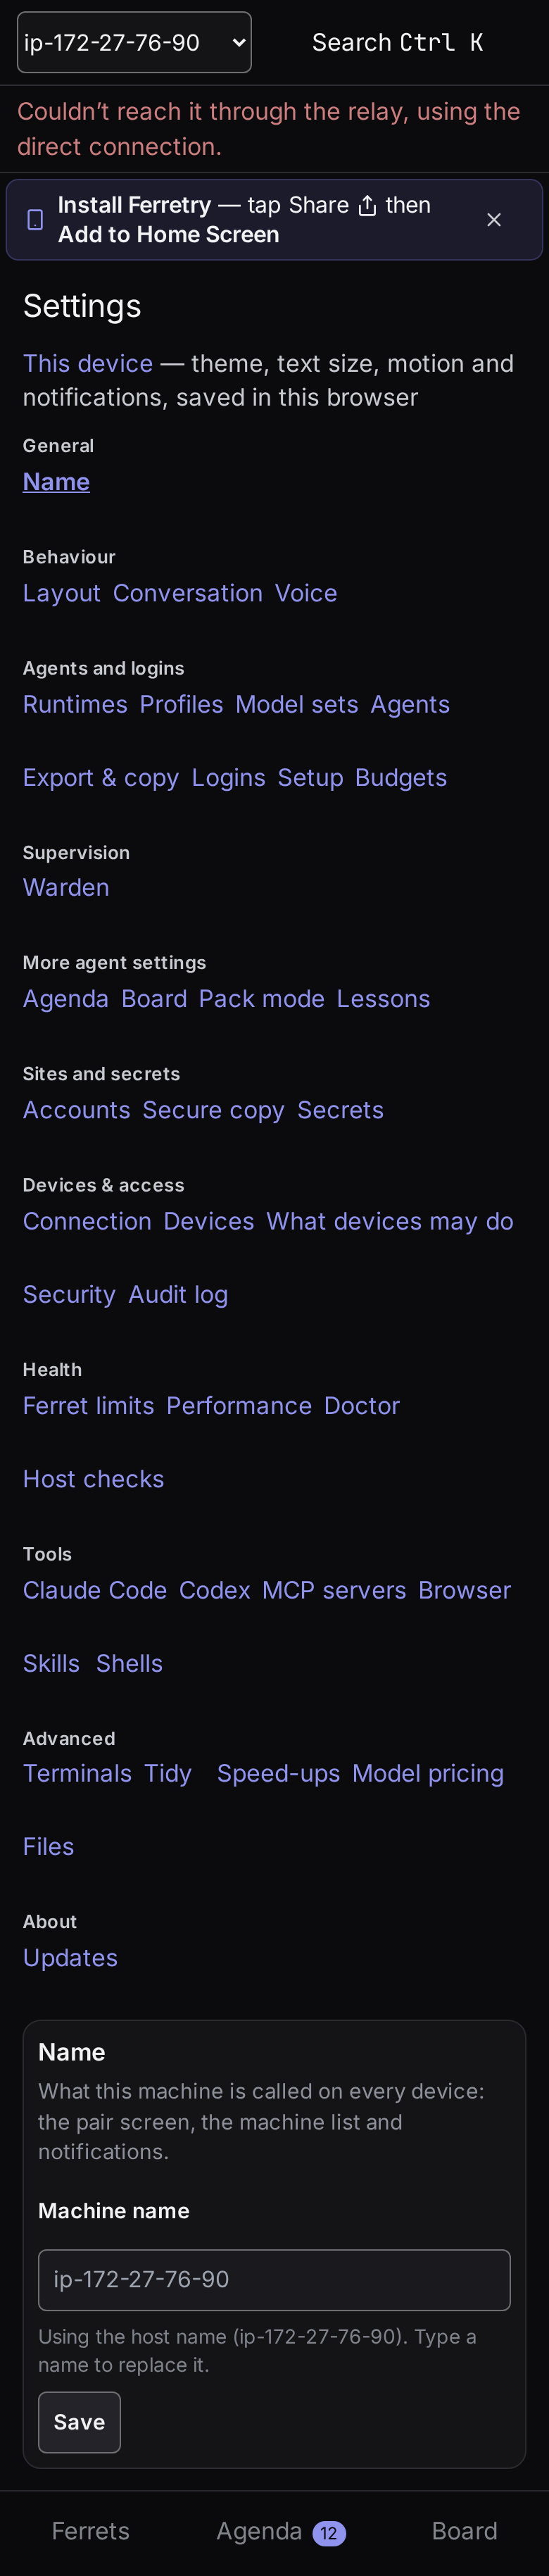 ip-172-27-76-90 Search Ctrl K
Couldn’t reach it through the relay, using the
direct connection.
Install Ferretry — tap Share then
Add to Home Screen
Settings
This device — theme, text size, motion and
notifications, saved in this browser
General
Name
Behaviour
Layout Conversation Voice
Agents and logins
Runtimes Profiles Model sets Agents
Export & copy Logins Setup Budgets
Supervision
Warden
More agent settings
Agenda Board Pack mode Lessons
Sites and secrets
Accounts Secure copy Secrets
Devices & access
Connection Devices What devices may do
Security Audit log
Health
Ferret limits Performance Doctor
Host checks
Tools
Claude Code Codex MCP servers Browser
Skills Shells
Advanced
Terminals Tidy Speed-ups Model pricing
Files
About
Updates
Name
What this machine is called on every device:
the pair screen, the machine list and
notifications.
Machine name
ip-172-27-76-90
Using the host name (ip-172-27-76-90). Type a
name to replace it.
Save
Ferrets Agenda 12 Board